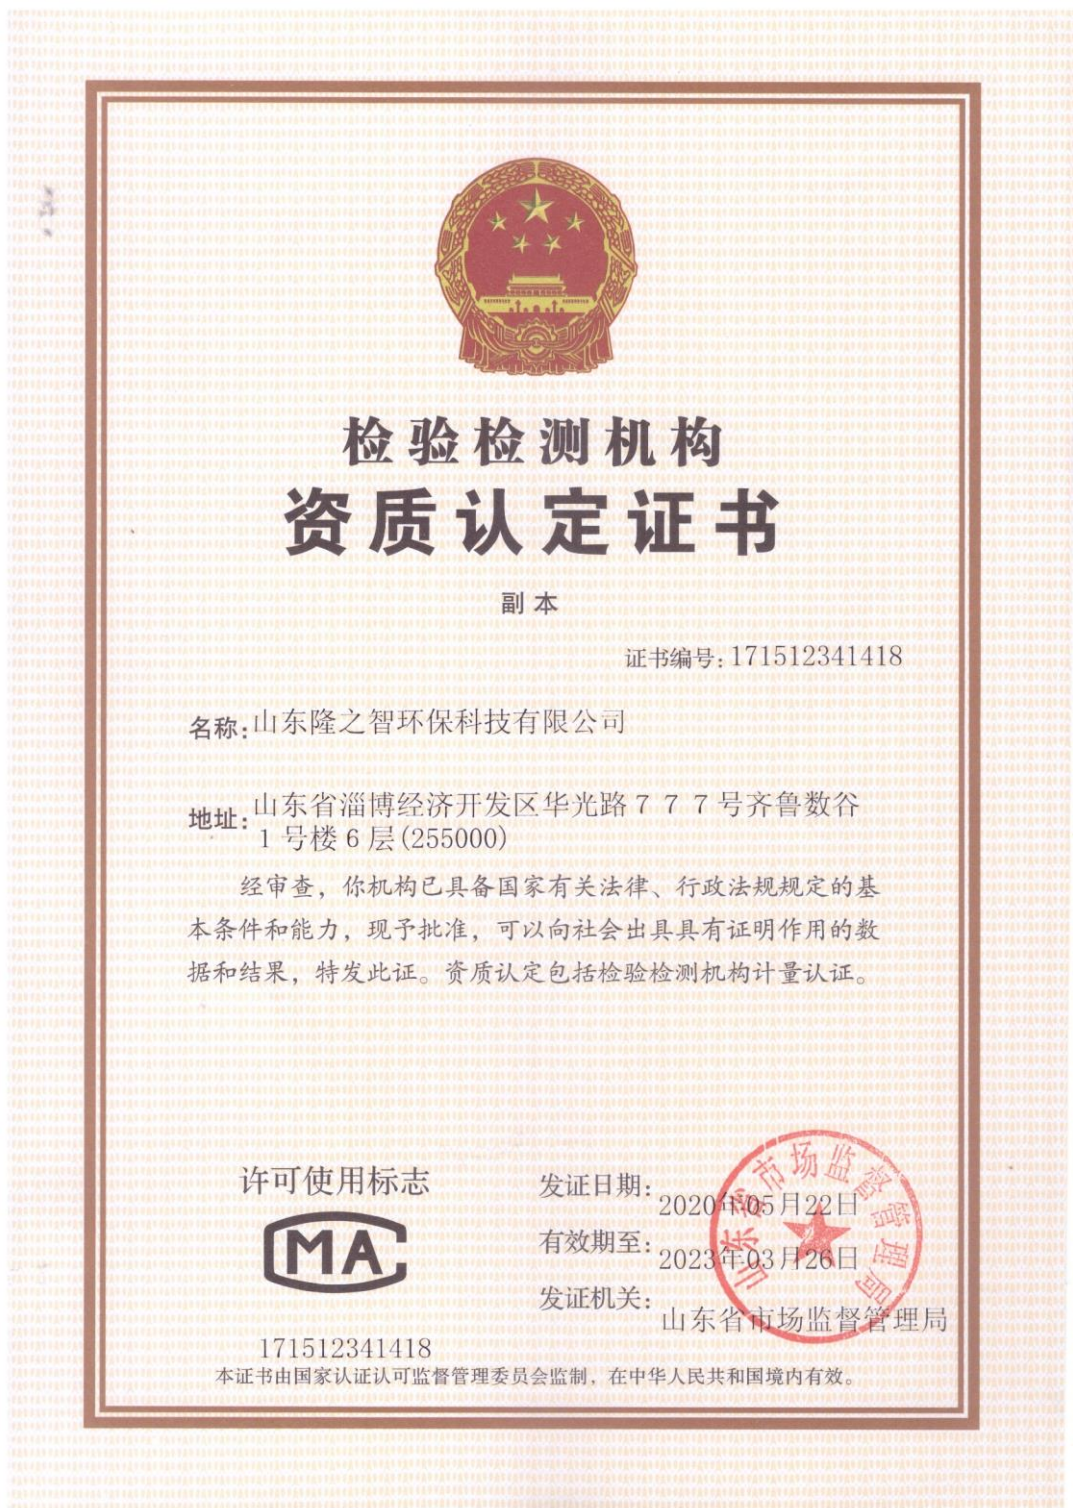 检验检测机构
资质认定证书
副本
证书编号:171512341418
名称:山东隆之智环保科技有限公司
地址:山东省淄博经济开发区华光路777号齐鲁数谷
1号楼6层(255000)
经审查，你机构已具备国家有关法律、行政法规规定的基
本条件和能力，现予批准，可以向社会出具具有证明作用的数
据和结果，特发此证。资质认定包括检验检测机构计量认证。
许可使用标志
MA
171512341418
发证日期:2020年05月22日
有效期至:2023年03月26日
发证机关:山东省市场监督管理局
山东省市场监督管理局
本证书由国家认证认可监督管理委员会监制，在中华人民共和国境内有效。